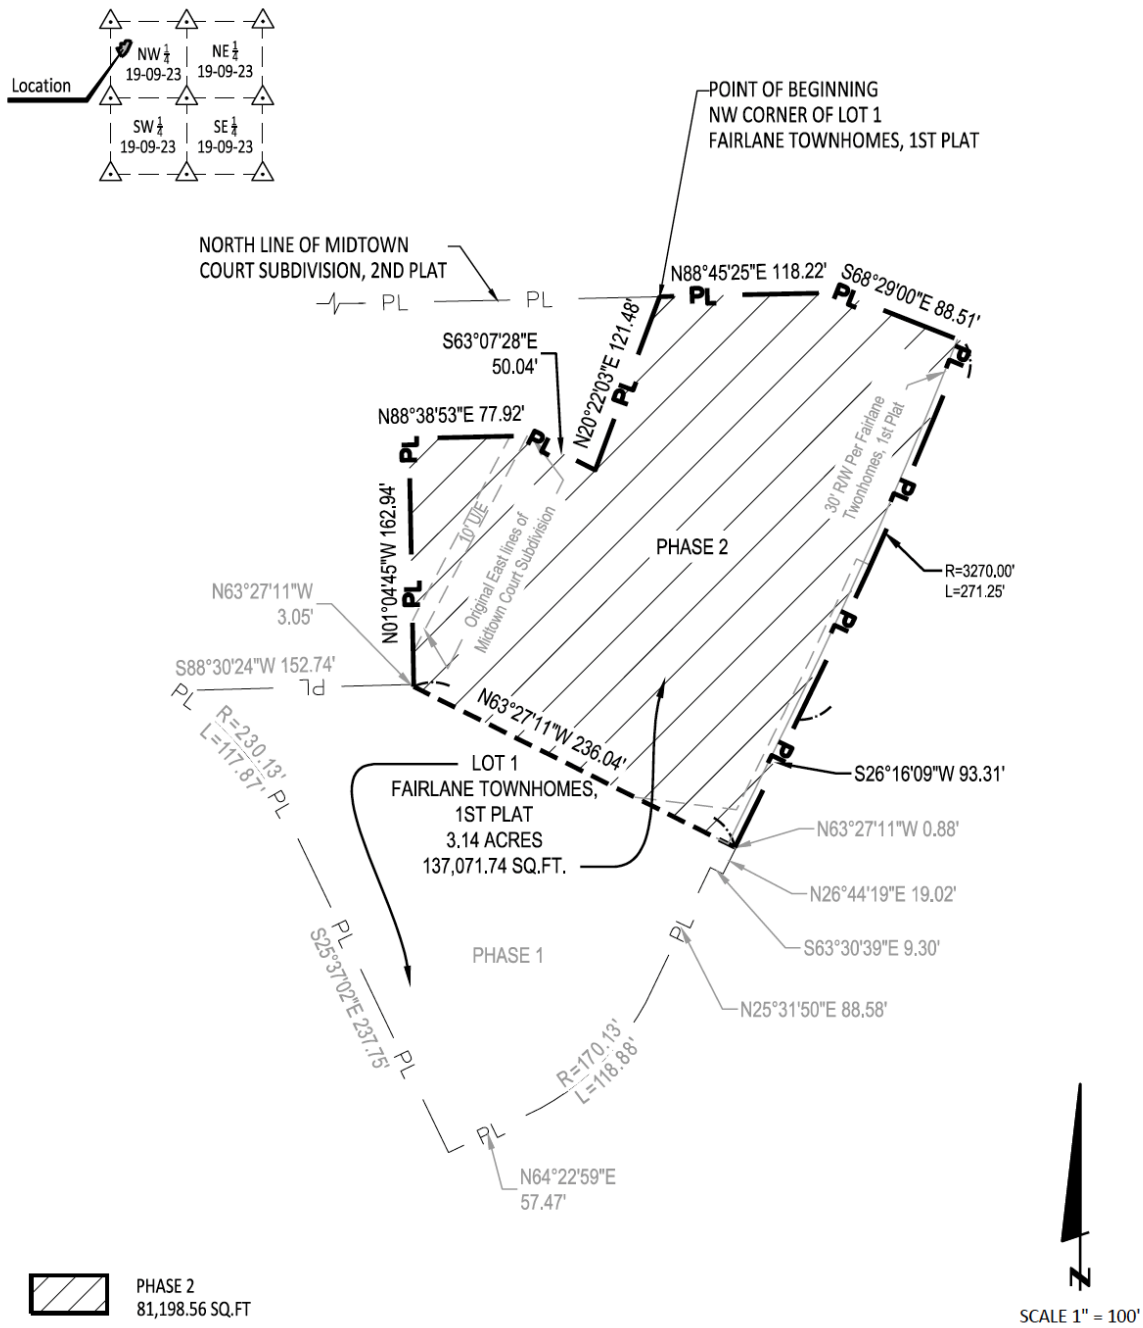 NW 1/4
19-09-23
NE 1/4
19-09-23
Location
SW 1/4
19-09-23
SE 1/4
19-09-23
POINT OF BEGINNING
NW CORNER OF LOT 1
FAIRLANE TOWNHOMES, 1ST PLAT
NORTH LINE OF MIDTOWN
COURT SUBDIVISION, 2ND PLAT
PL
PL
N88°45'25"E 118.22'
PL
PL
S68°29'00"E 88.51'
PL
S63°07'28"E
50.04'
N20°22'03"E 121.48'
PL
30' R/W Per Fairlane
Twonhomes, 1st Plat
N88°38'53"E 77.92'
PL
PL
PL
N01°04'45"W 162.94'
PL
10' U/E
Original East lines of
Midtown Court Subdivision
PHASE 2
R=3270.00'
L=271.25'
PL
N63°27'11"W
3.05'
S88°30'24"W 152.74'
PL
PL
N63°27'11"W 236.04'
R=230.13'
L=117.87'
PL
LOT 1
FAIRLANE TOWNHOMES,
1ST PLAT
3.14 ACRES
137,071.74 SQ.FT.
PL
S26°16'09"W 93.31'
N63°27'11"W 0.88'
N26°44'19"E 19.02'
PL
S25°37'02"E 237.75'
PL
S63°30'39"E 9.30'
PHASE 1
N25°31'50"E 88.58'
PL
R=170.13'
L=118.88'
PL
N64°22'59"E
57.47'
PHASE 2
81,198.56 SQ.FT
N
SCALE 1" = 100'